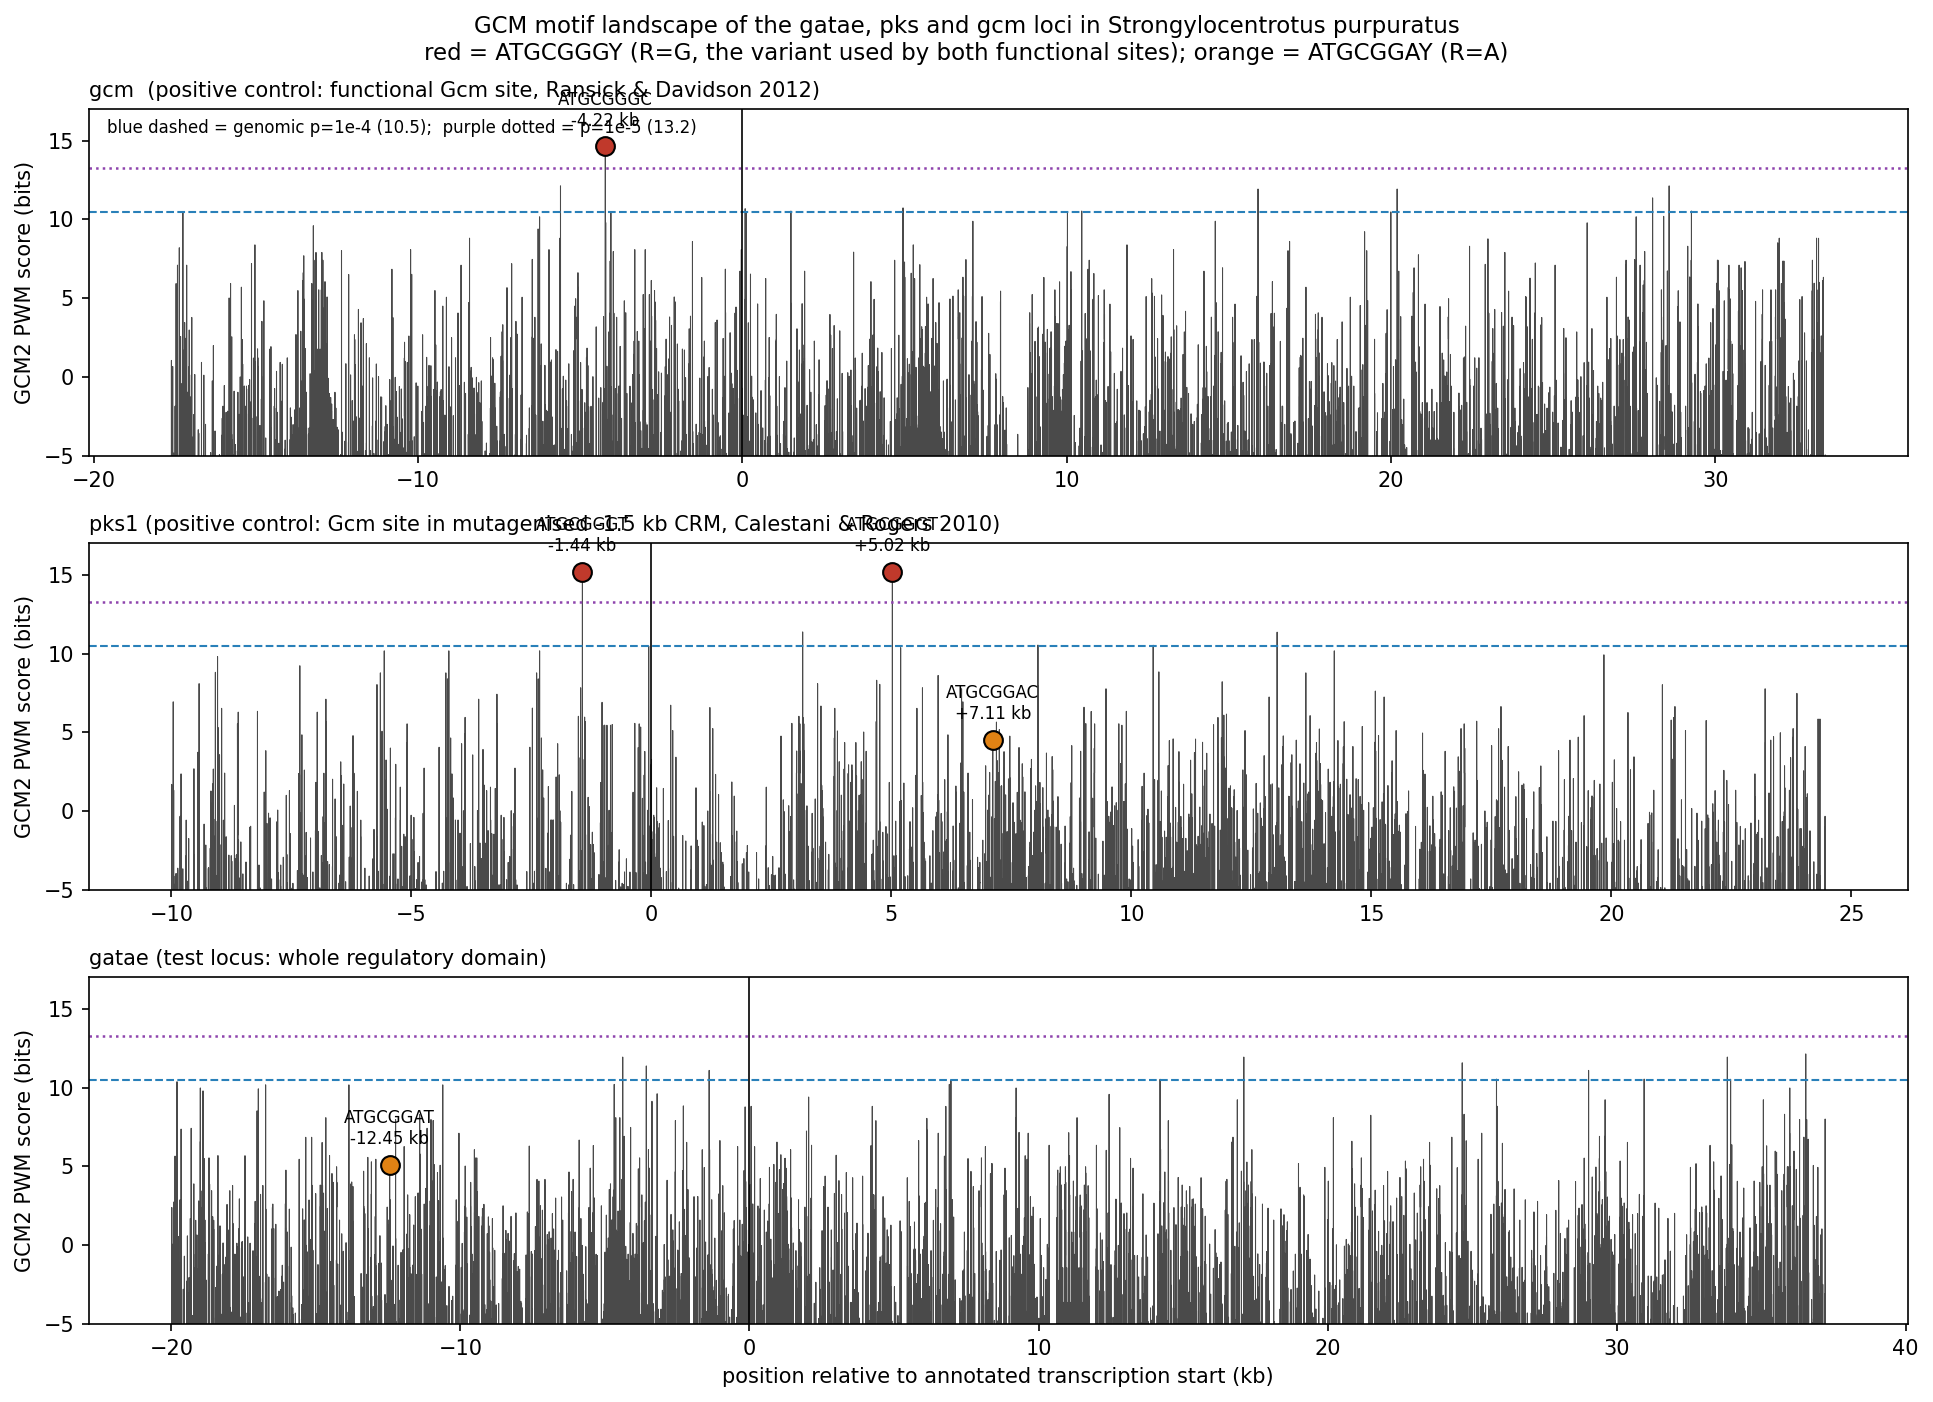 GCM motif landscape of the gatae, pks and gcm loci in Strongylocentrotus purpuratus
red = ATGCGGGY (R=G, the variant used by both functional sites); orange = ATGCGGAY (R=A)
gcm (positive control: functional Gcm site, Ransick & Davidson 2012)
ATGCGGGC
-4.22 kb
blue dashed = genomic p=1e-4 (10.5); purple dotted = p=1e-5 (13.2)
GCM2 PWM score (bits)
15
10
5
0
−5
−20
−10
0
10
20
30
pks1 (positive control: Gcm site in mutagenised -1.5 kb CRM, Calestani & Rogers 2010)
ATGCGGGT
-1.44 kb
ATGCGGGT
+5.02 kb
ATGCGGAC
+7.11 kb
GCM2 PWM score (bits)
15
10
5
0
−5
−10
−5
0
5
10
15
20
25
gatae (test locus: whole regulatory domain)
ATGCGGAT
-12.45 kb
GCM2 PWM score (bits)
15
10
5
0
−5
−20
−10
0
10
20
30
40
position relative to annotated transcription start (kb)